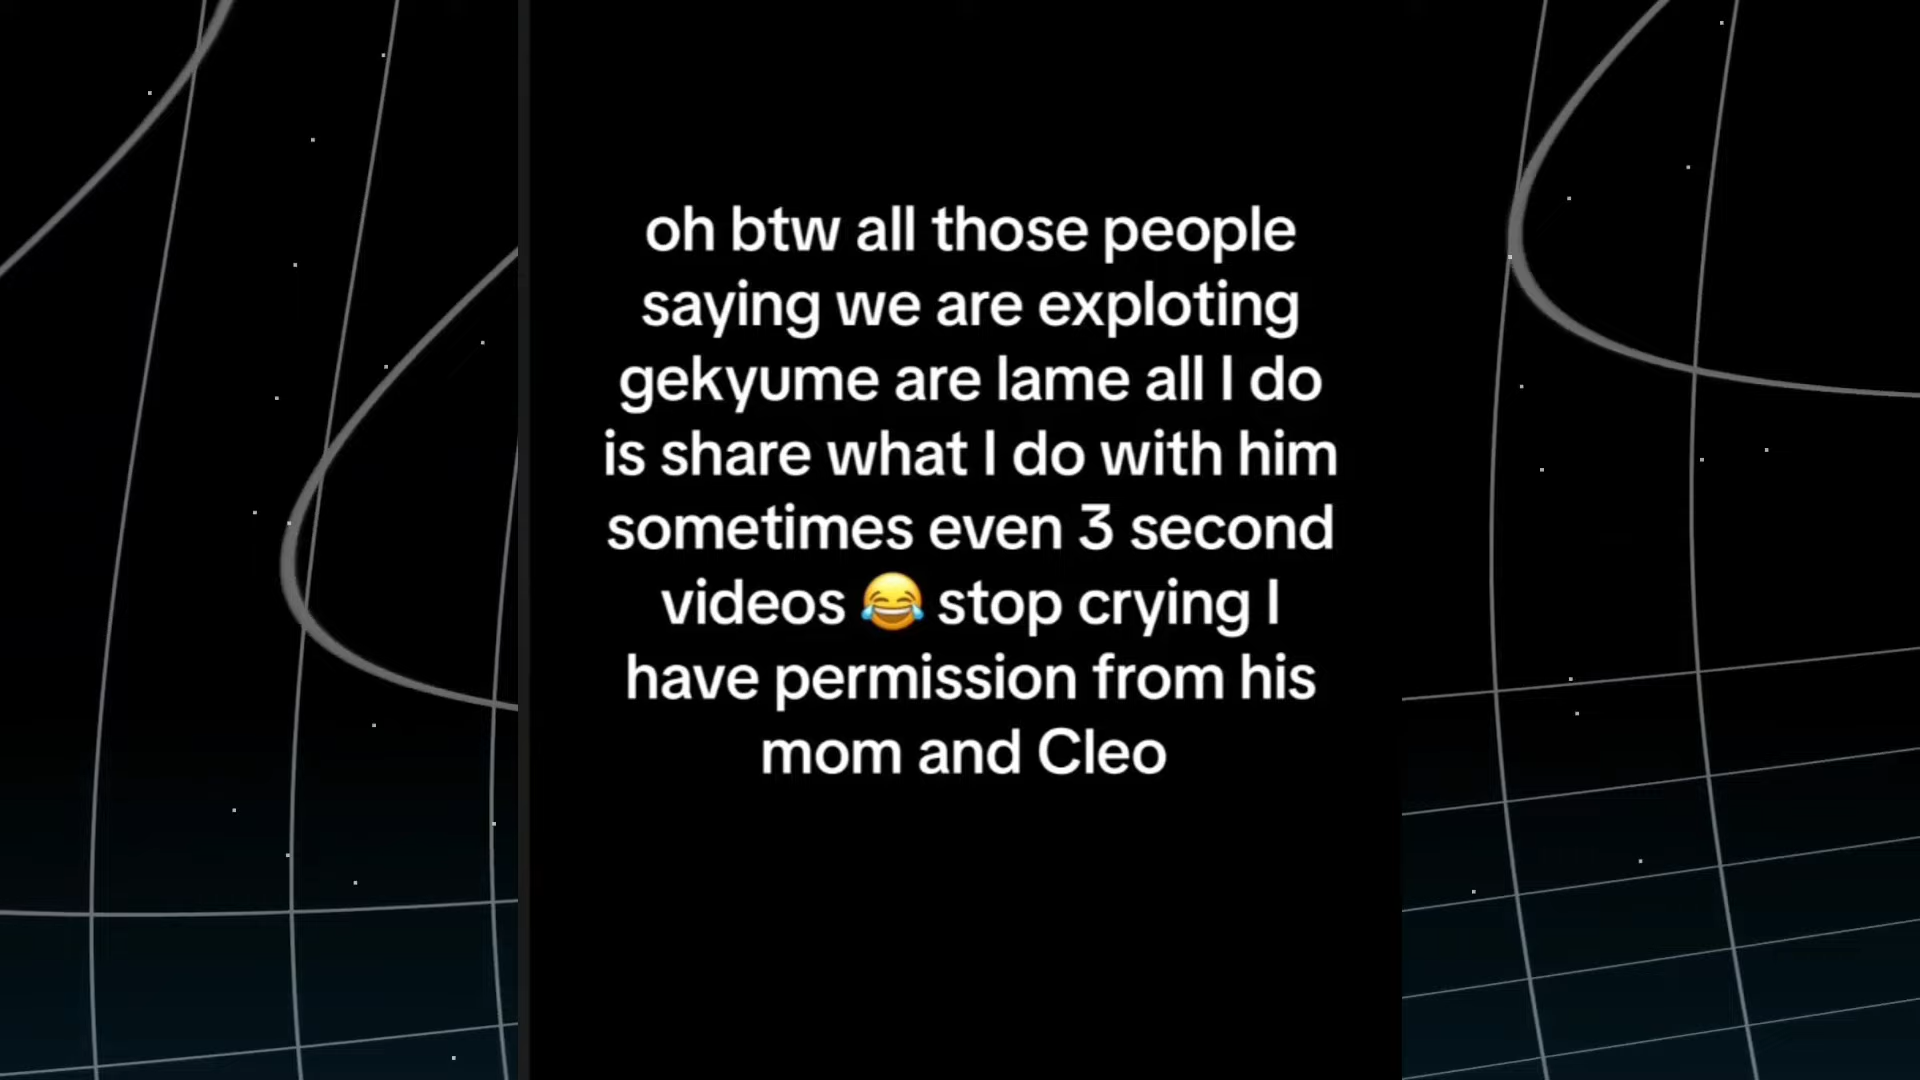 oh btw all those people
saying we are exploting
gekyume are lame all I do
is share what I do with him
sometimes even 3 second
videos 😂 stop crying I
have permission from his
mom and Cleo